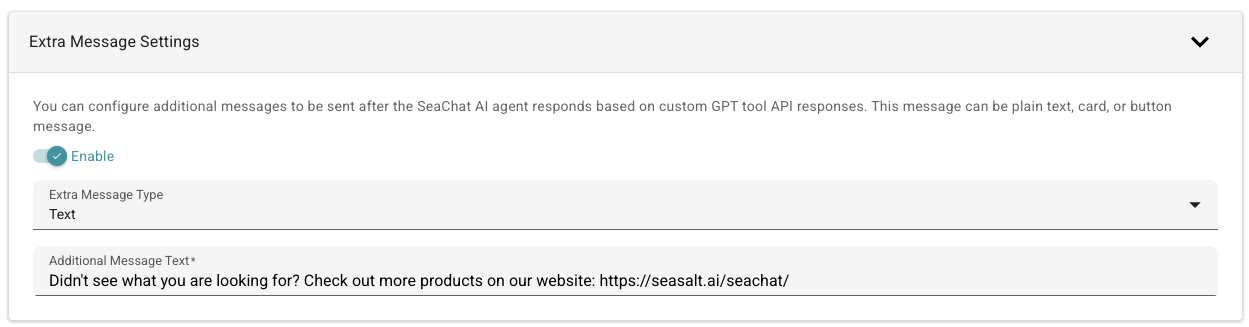 Extra Message Settings
You can configure additional messages to be sent after the SeaChat AI agent responds based on custom GPT tool API responses. This message can be plain text, card, or button
message.
Enable
Extra Message Type
Text
Additional Message Text*
Didn't see what you are looking for? Check out more products on our website: https://seasalt.ai/seachat/